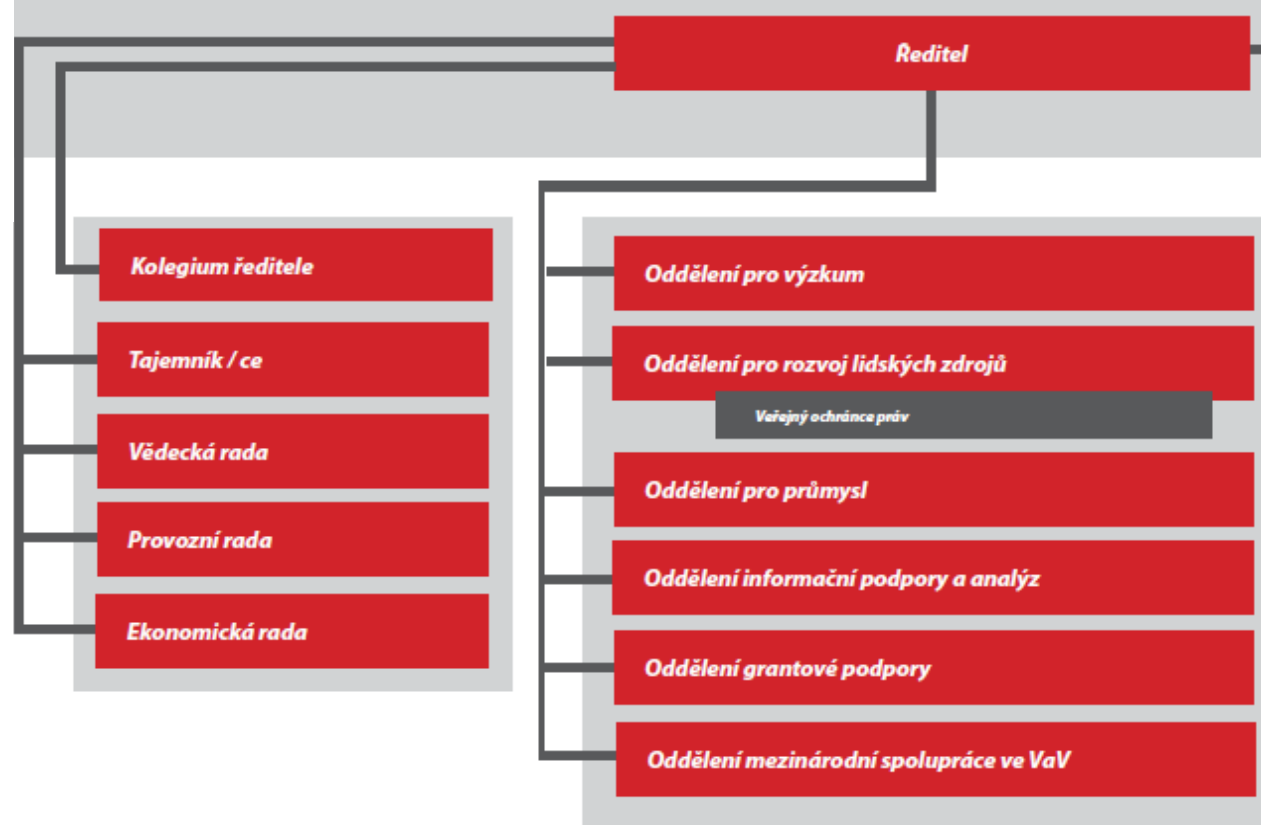 Ředitel
Kolegium ředitele
Tajemník / ce
Vědecká rada
Provozní rada
Ekonomická rada
Oddělení pro výzkum
Oddělení pro rozvoj lidských zdrojů
Veřejný ochránce práv
Oddělení pro průmysl
Oddělení informační podpory a analýz
Oddělení grantové podpory
Oddělení mezinárodní spolupráce ve VaV